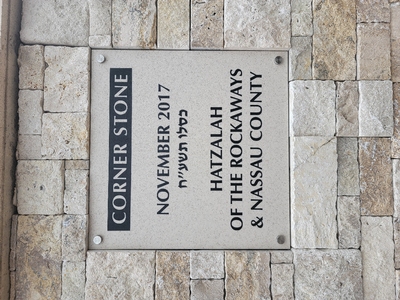 CORNER STONE
NOVEMBER 2017
כסלו תשע״ח
HATZALAH
OF THE ROCKAWAYS
& NASSAU COUNTY